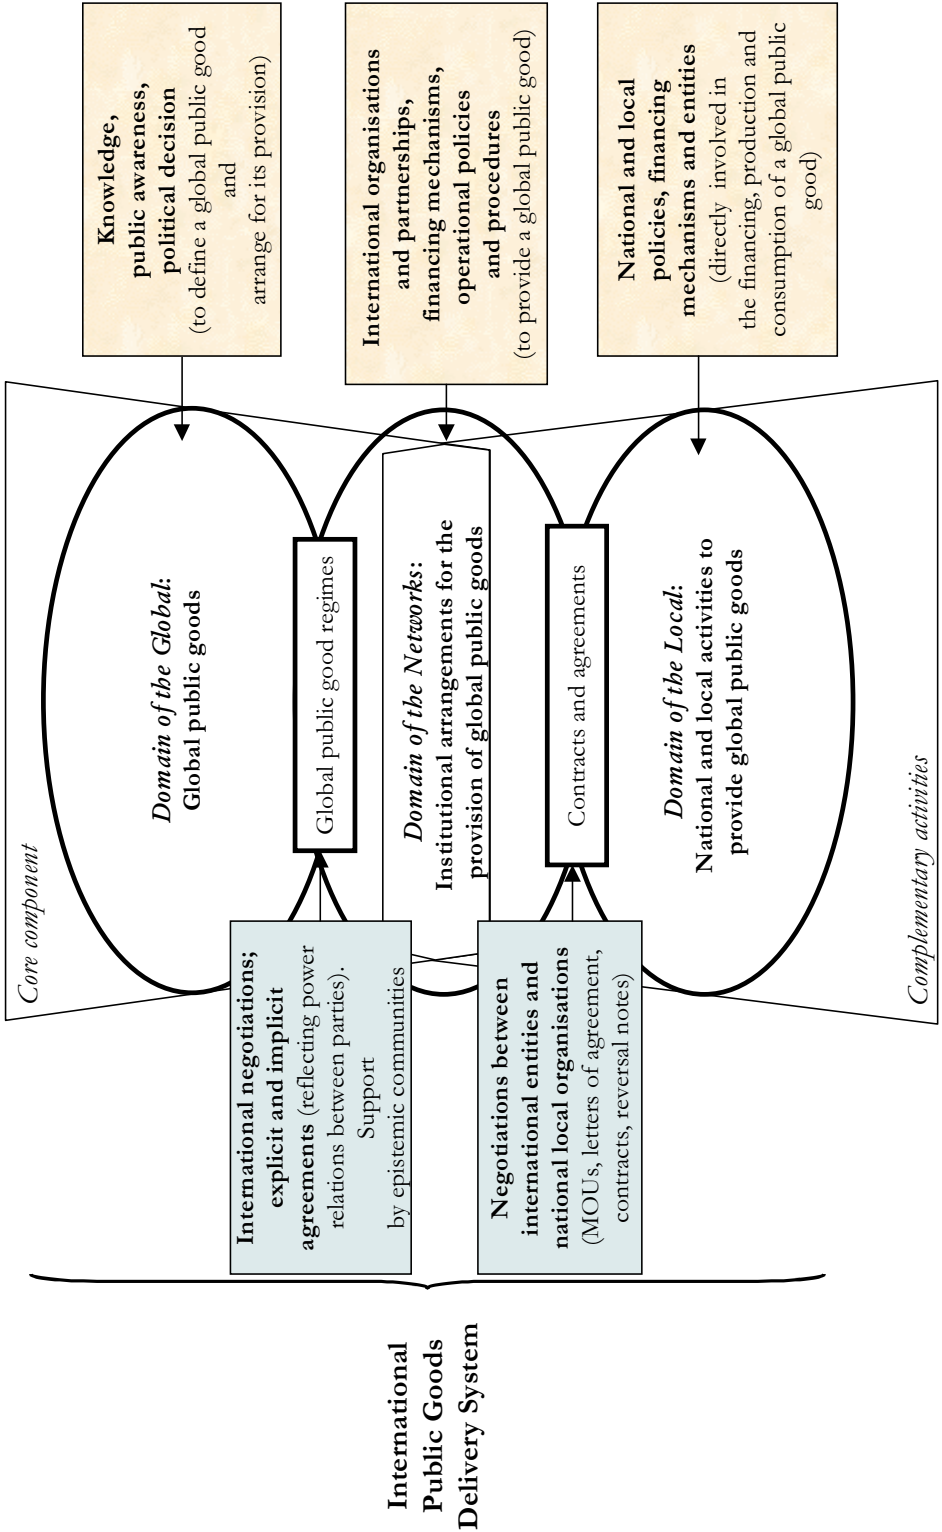 International
Public Goods
Delivery System
Core component
International negotiations;
explicit and implicit
agreements (reflecting power
relations between parties).
Support
by epistemic communities
Negotiations between
international entities and
national local organisations
(MOUs, letters of agreement,
contracts, reversal notes)
Domain of the Global:
Global public goods
Global public good regimes
Domain of the Networks:
Institutional arrangements for the
provision of global public goods
Contracts and agreements
Domain of the Local:
National and local activities to
provide global public goods
Complementary activities
Knowledge,
public awareness,
political decision
(to define a global public good
and
arrange for its provision)
International organisations
and partnerships,
financing mechanisms,
operational policies
and procedures
(to provide a global public good)
National and local
policies, financing
mechanisms and entities
(directly involved in
the financing, production and
consumption of a global public
good)